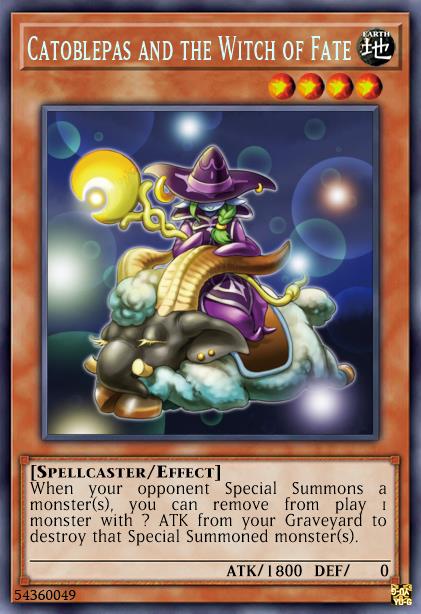 CATOBLEPAS AND THE WITCH OF FATE
EARTH
地
[SPELLCASTER/EFFECT]
When your opponent Special Summons a
monster(s), you can remove from play 1
monster with ? ATK from your Graveyard to
destroy that Special Summoned monster(s).
ATK/1800 DEF/ 0
54360049